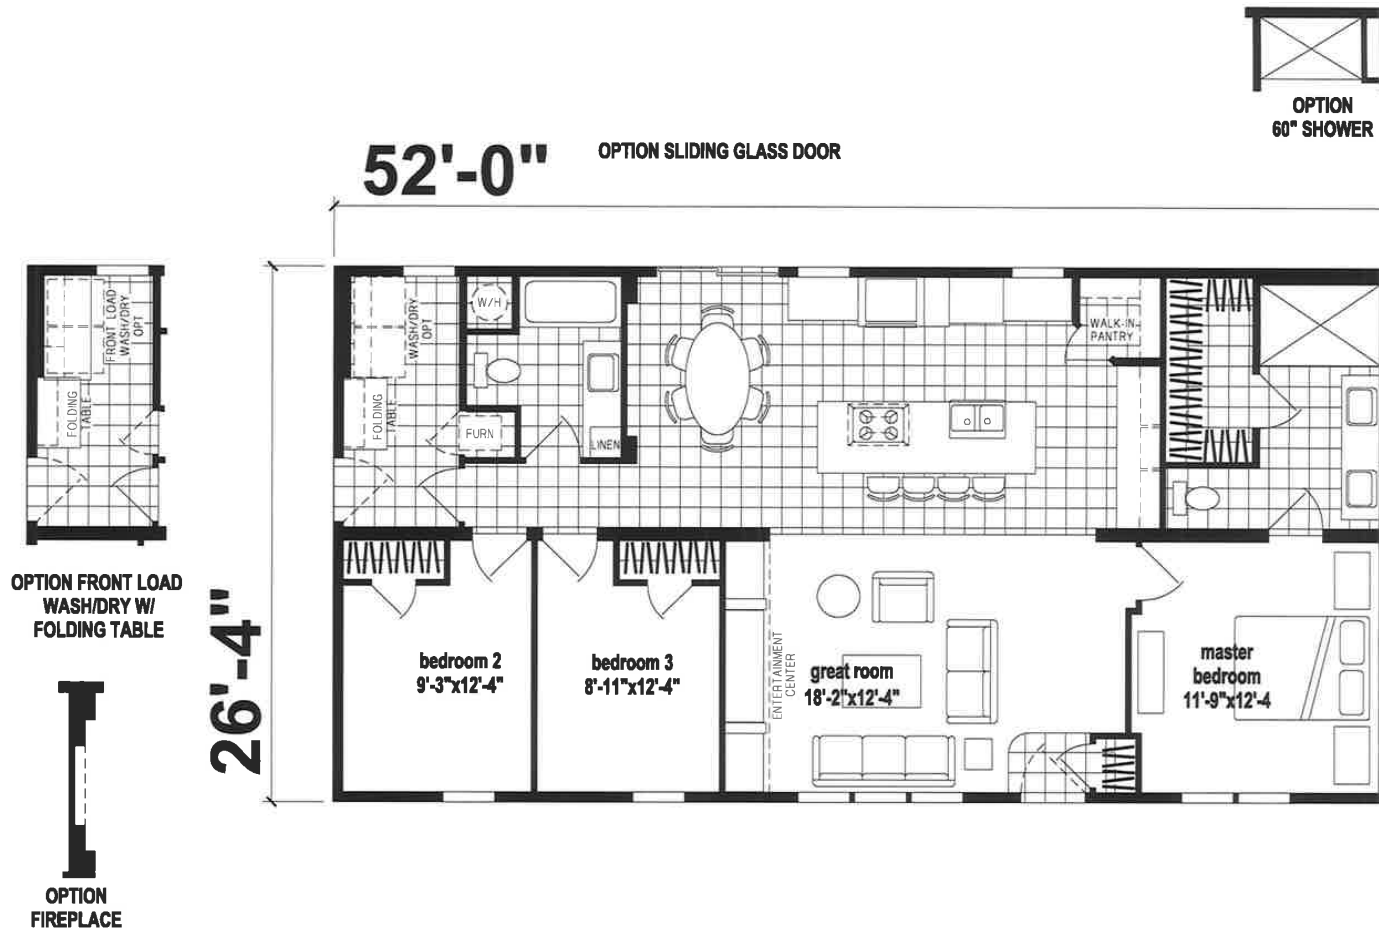 OPTION
60" SHOWER
52'-0"
OPTION SLIDING GLASS DOOR
FRONT LOAD
WASH/DRY
OPT
FOLDING
TABLE
OPTION FRONT LOAD
WASH/DRY W/
FOLDING TABLE
26'-4"
OPTION
FIREPLACE
WASH/DRY
OPT
FOLDING
TABLE
W/H
FURN
LINEN
WALK-IN
PANTRY
bedroom 2
9'-3"x12'-4"
bedroom 3
8'-11"x12'-4"
ENTERTAINMENT
CENTER
great room
18'-2"x12'-4"
master
bedroom
11'-9"x12'-4